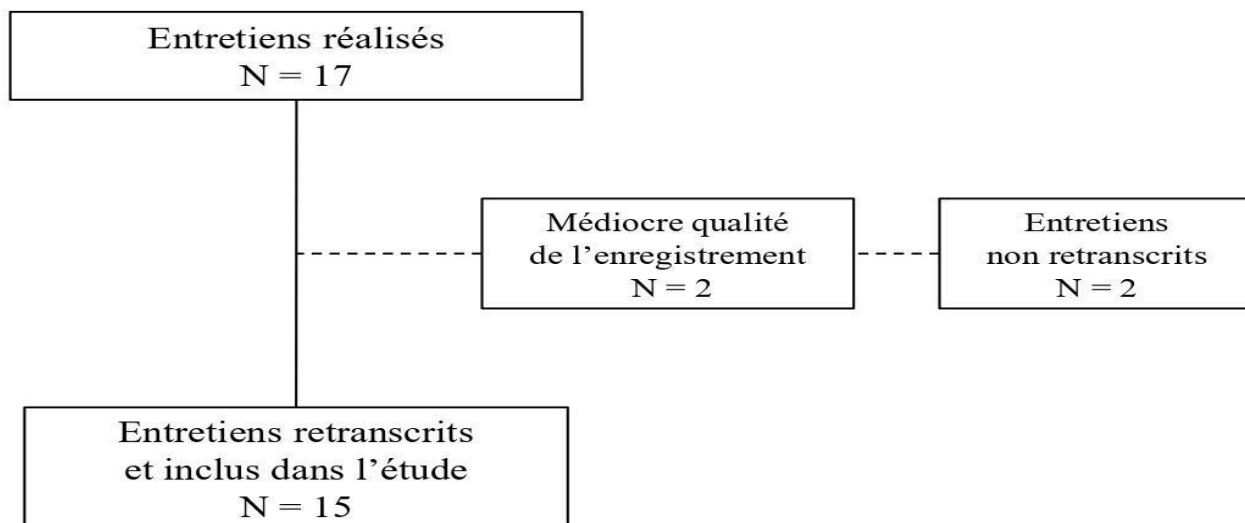 Entretiens réalisés
N = 17
Médiocre qualité
de l’enregistrement
N = 2
Entretiens
non retranscrits
N = 2
Entretiens retranscrits
et inclus dans l’étude
N = 15